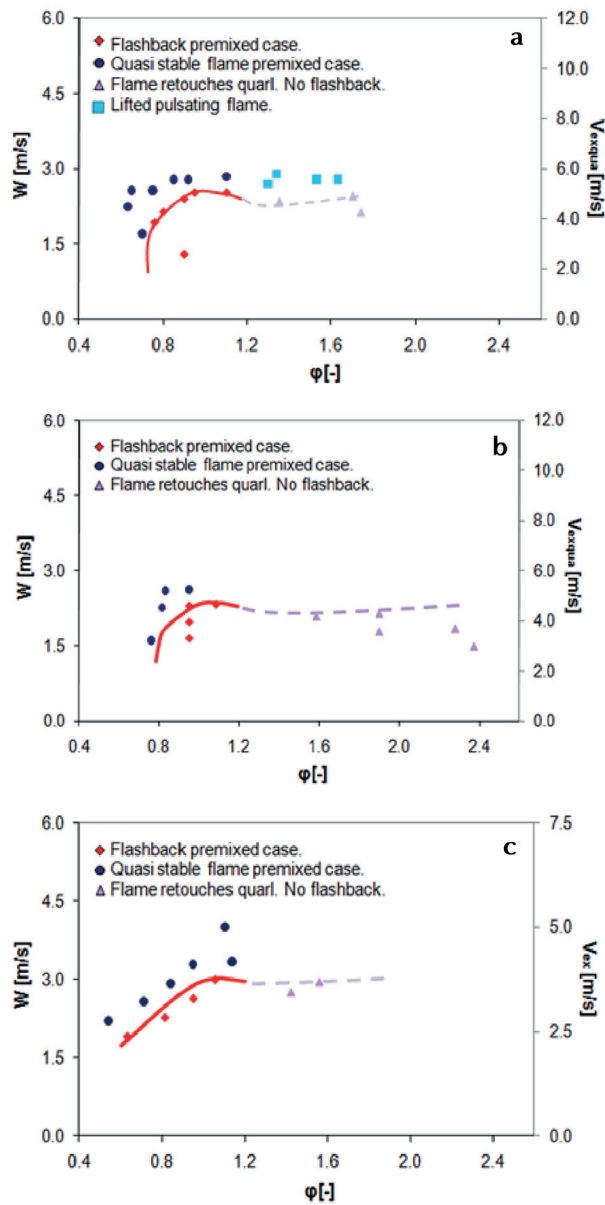 a
Flashback premixed case.
Quasi stable flame premixed case.
Flame retouches quarl. No flashback.
Lifted pulsating flame.
6.0
4.5
3.0
1.5
0.0
W [m/s]
12.0
10.0
8.0
6.0
4.0
2.0
0.0
Vexqua [m/s]
0.4 0.8 1.2 1.6 2.0 2.4
φ[-]
b
Flashback premixed case.
Quasi stable flame premixed case.
Flame retouches quarl. No flashback.
6.0
4.5
3.0
1.5
0.0
W [m/s]
12.0
10.0
8.0
6.0
4.0
2.0
0.0
Vexqua [m/s]
0.4 0.8 1.2 1.6 2.0 2.4
φ[-]
c
Flashback premixed case.
Quasi stable flame premixed case.
Flame retouches quarl. No flashback.
6.0
4.5
3.0
1.5
0.0
W [m/s]
7.5
5.0
2.5
0.0
Vex [m/s]
0.4 0.8 1.2 1.6 2.0 2.4
φ[-]